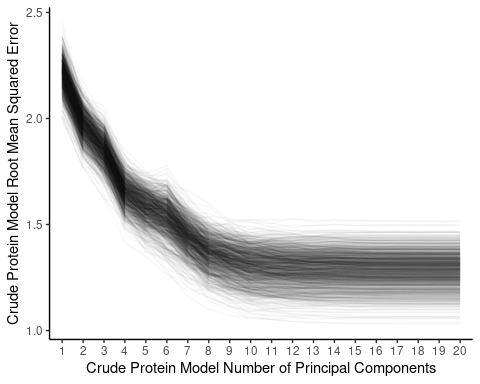 Crude Protein Model Root Mean Squared Error
2.5
2.0
1.5
1.0
1 2 3 4 5 6 7 8 9 10 11 12 13 14 15 16 17 18 19 20
Crude Protein Model Number of Principal Components